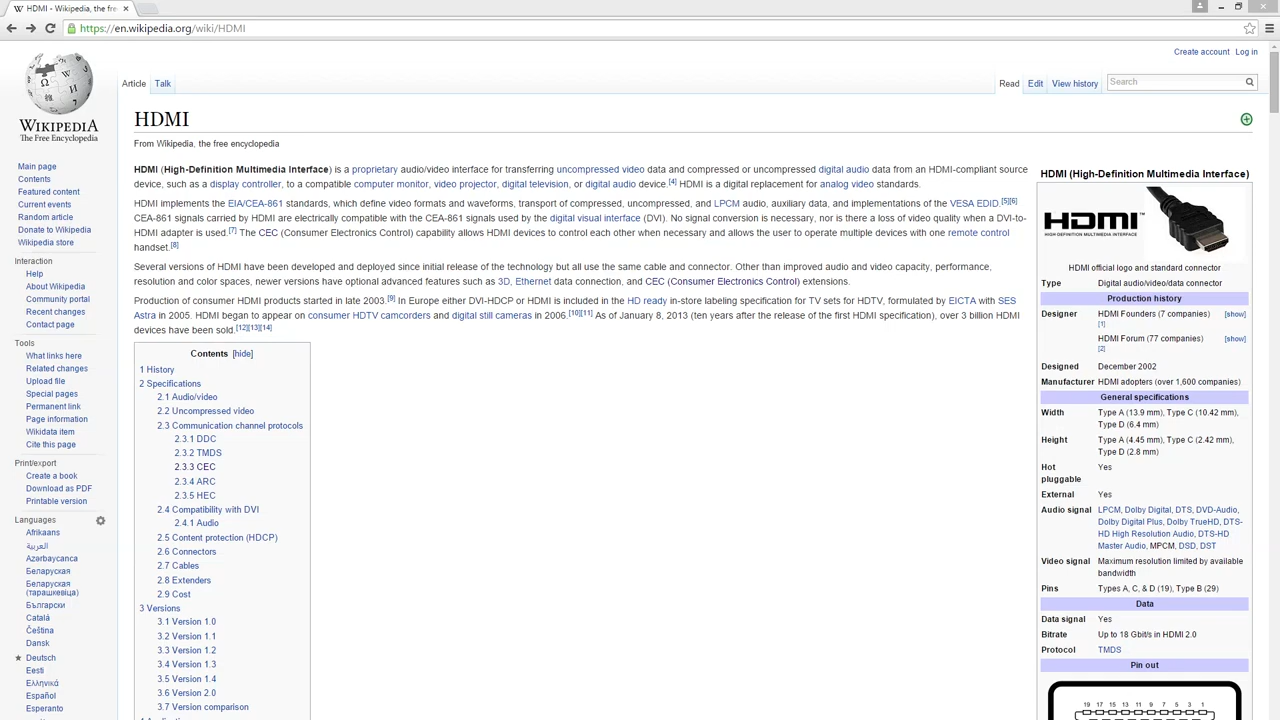 HDMI - Wikipedia, the fre
https://en.wikipedia.org/wiki/HDMI
Create account Log in
Article Talk
Read Edit View history Search
WIKIPEDIA
The Free Encyclopedia
Main page
Contents
Featured content
Current events
Random article
Donate to Wikipedia
Wikipedia store
Interaction
Help
About Wikipedia
Community portal
Recent changes
Contact page
Tools
What links here
Related changes
Upload file
Special pages
Permanent link
Page information
Wikidata item
Cite this page
Print/export
Create a book
Download as PDF
Printable version
Languages
Afrikaans
العربية
Azərbaycanca
Беларуская
Беларуская
(тарашкевіца)
Български
Català
Čeština
Dansk
Deutsch
Eesti
Ελληνικά
Español
Esperanto
HDMI
From Wikipedia, the free encyclopedia
HDMI (High-Definition Multimedia Interface) is a proprietary audio/video interface for transferring uncompressed video data and compressed or uncompressed digital audio data from an HDMI-compliant source
device, such as a display controller, to a compatible computer monitor, video projector, digital television, or digital audio device.[4] HDMI is a digital replacement for analog video standards.
HDMI implements the EIA/CEA-861 standards, which define video formats and waveforms, transport of compressed, uncompressed, and LPCM audio, auxiliary data, and implementations of the VESA EDID.[5][6]
CEA-861 signals carried by HDMI are electrically compatible with the CEA-861 signals used by the digital visual interface (DVI). No signal conversion is necessary, nor is there a loss of video quality when a DVI-to-
HDMI adapter is used.[7] The CEC (Consumer Electronics Control) capability allows HDMI devices to control each other when necessary and allows the user to operate multiple devices with one remote control
handset.[8]
Several versions of HDMI have been developed and deployed since initial release of the technology but all use the same cable and connector. Other than improved audio and video capacity, performance,
resolution and color spaces, newer versions have optional advanced features such as 3D, Ethernet data connection, and CEC (Consumer Electronics Control) extensions.
Production of consumer HDMI products started in late 2003.[9] In Europe either DVI-HDCP or HDMI is included in the HD ready in-store labeling specification for TV sets for HDTV, formulated by EICTA with SES
Astra in 2005. HDMI began to appear on consumer HDTV camcorders and digital still cameras in 2006.[10][11] As of January 8, 2013 (ten years after the release of the first HDMI specification), over 3 billion HDMI
devices have been sold.[12][13][14]
Contents [hide]
1 History
2 Specifications
2.1 Audio/video
2.2 Uncompressed video
2.3 Communication channel protocols
2.3.1 DDC
2.3.2 TMDS
2.3.3 CEC
2.3.4 ARC
2.3.5 HEC
2.4 Compatibility with DVI
2.4.1 Audio
2.5 Content protection (HDCP)
2.6 Connectors
2.7 Cables
2.8 Extenders
2.9 Cost
3 Versions
3.1 Version 1.0
3.2 Version 1.1
3.3 Version 1.2
3.4 Version 1.3
3.5 Version 1.4
3.6 Version 2.0
3.7 Version comparison
HDMI (High-Definition Multimedia Interface)
HDMI
HIGH-DEFINITION MULTIMEDIA INTERFACE
HDMI official logo and standard connector
Type Digital audio/video/data connector
Production history
Designer HDMI Founders (7 companies) [show]
[1]
HDMI Forum (77 companies) [show]
[2]
Designed December 2002
Manufacturer HDMI adopters (over 1,600 companies)
General specifications
Width Type A (13.9 mm), Type C (10.42 mm),
Type D (6.4 mm)
Height Type A (4.45 mm), Type C (2.42 mm),
Type D (2.8 mm)
Hot Yes
pluggable
External Yes
Audio signal LPCM, Dolby Digital, DTS, DVD-Audio,
Dolby Digital Plus, Dolby TrueHD, DTS-
HD High Resolution Audio, DTS-HD
Master Audio, MPCM, DSD, DST
Video signal Maximum resolution limited by available
bandwidth
Pins Types A, C, & D (19), Type B (29)
Data
Data signal Yes
Bitrate Up to 18 Gbit/s in HDMI 2.0
Protocol TMDS
Pin out
19 17 15 13 11 9 7 5 3 1